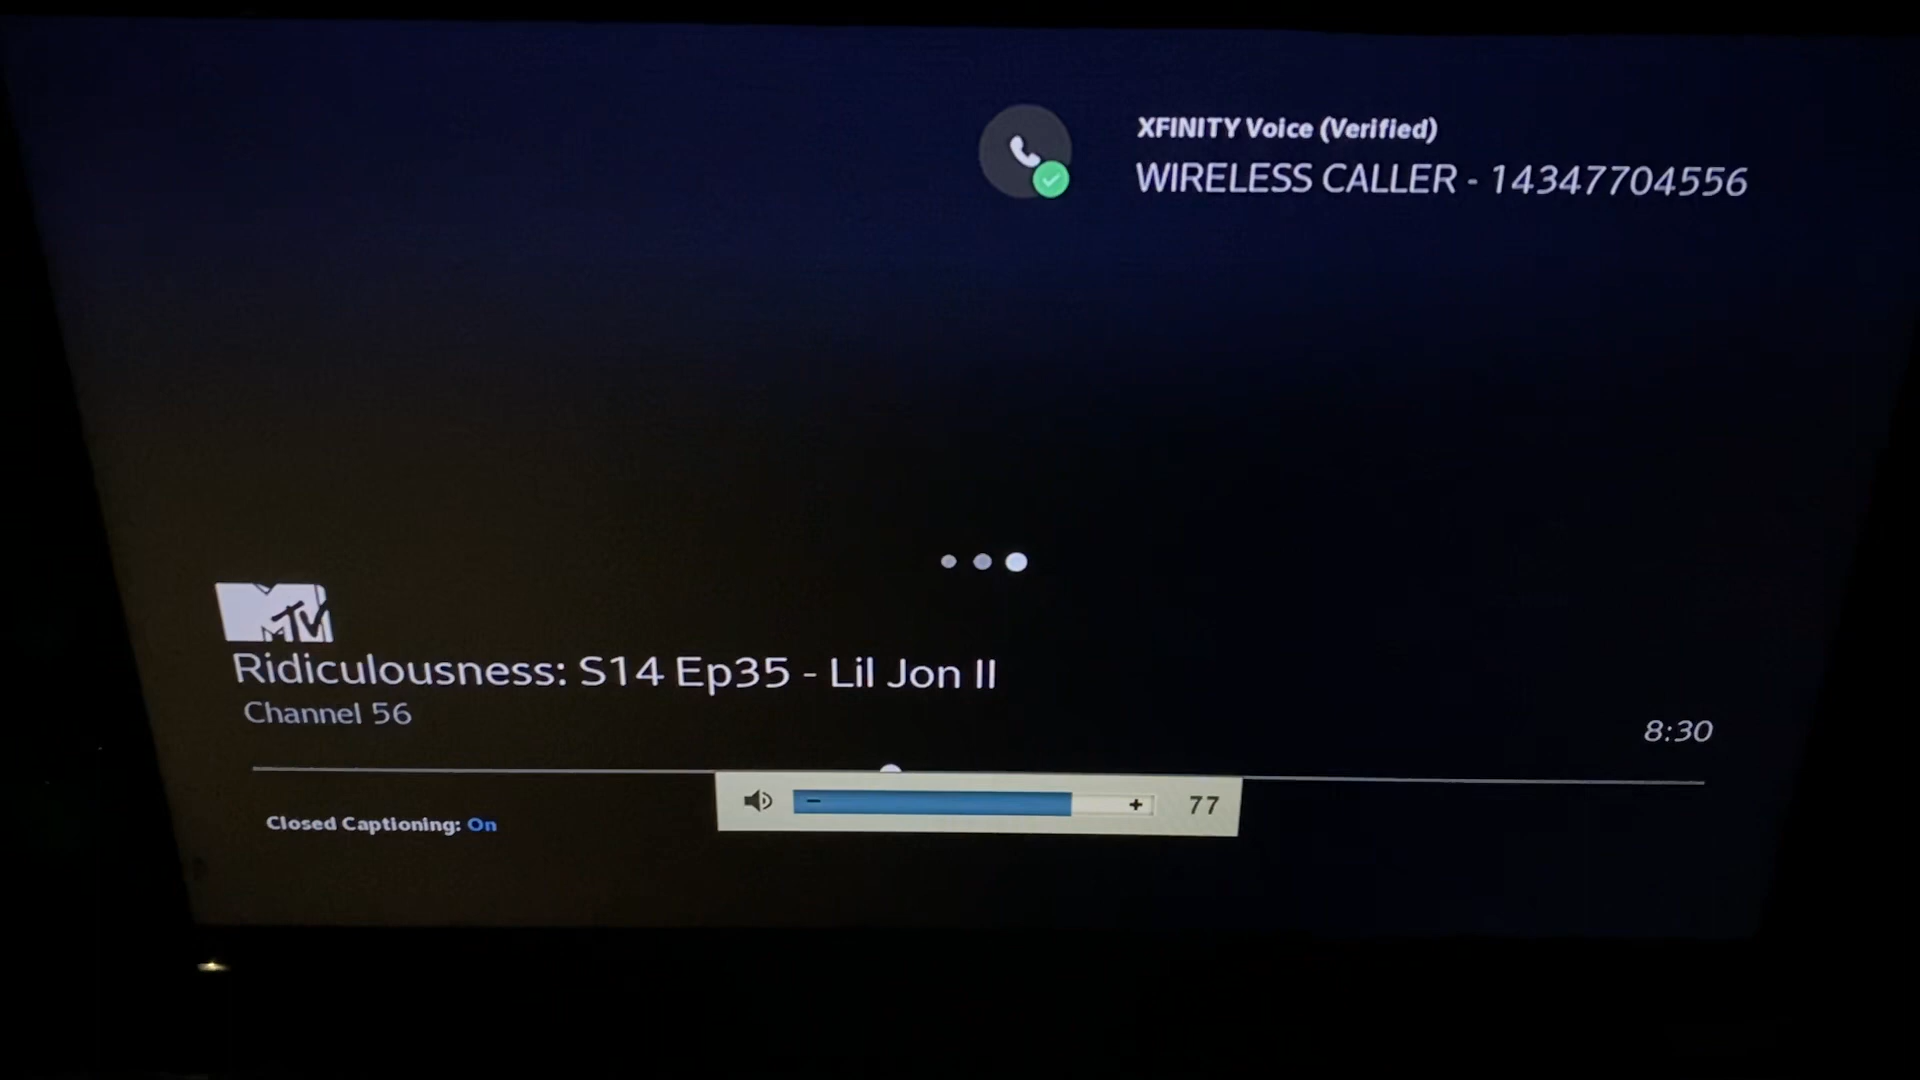 XFINITY Voice (Verified)
WIRELESS CALLER - 14347704556
MTV
Ridiculousness: S14 Ep35 - Lil Jon II
Channel 56
8:30
- + 77
Closed Captioning: On